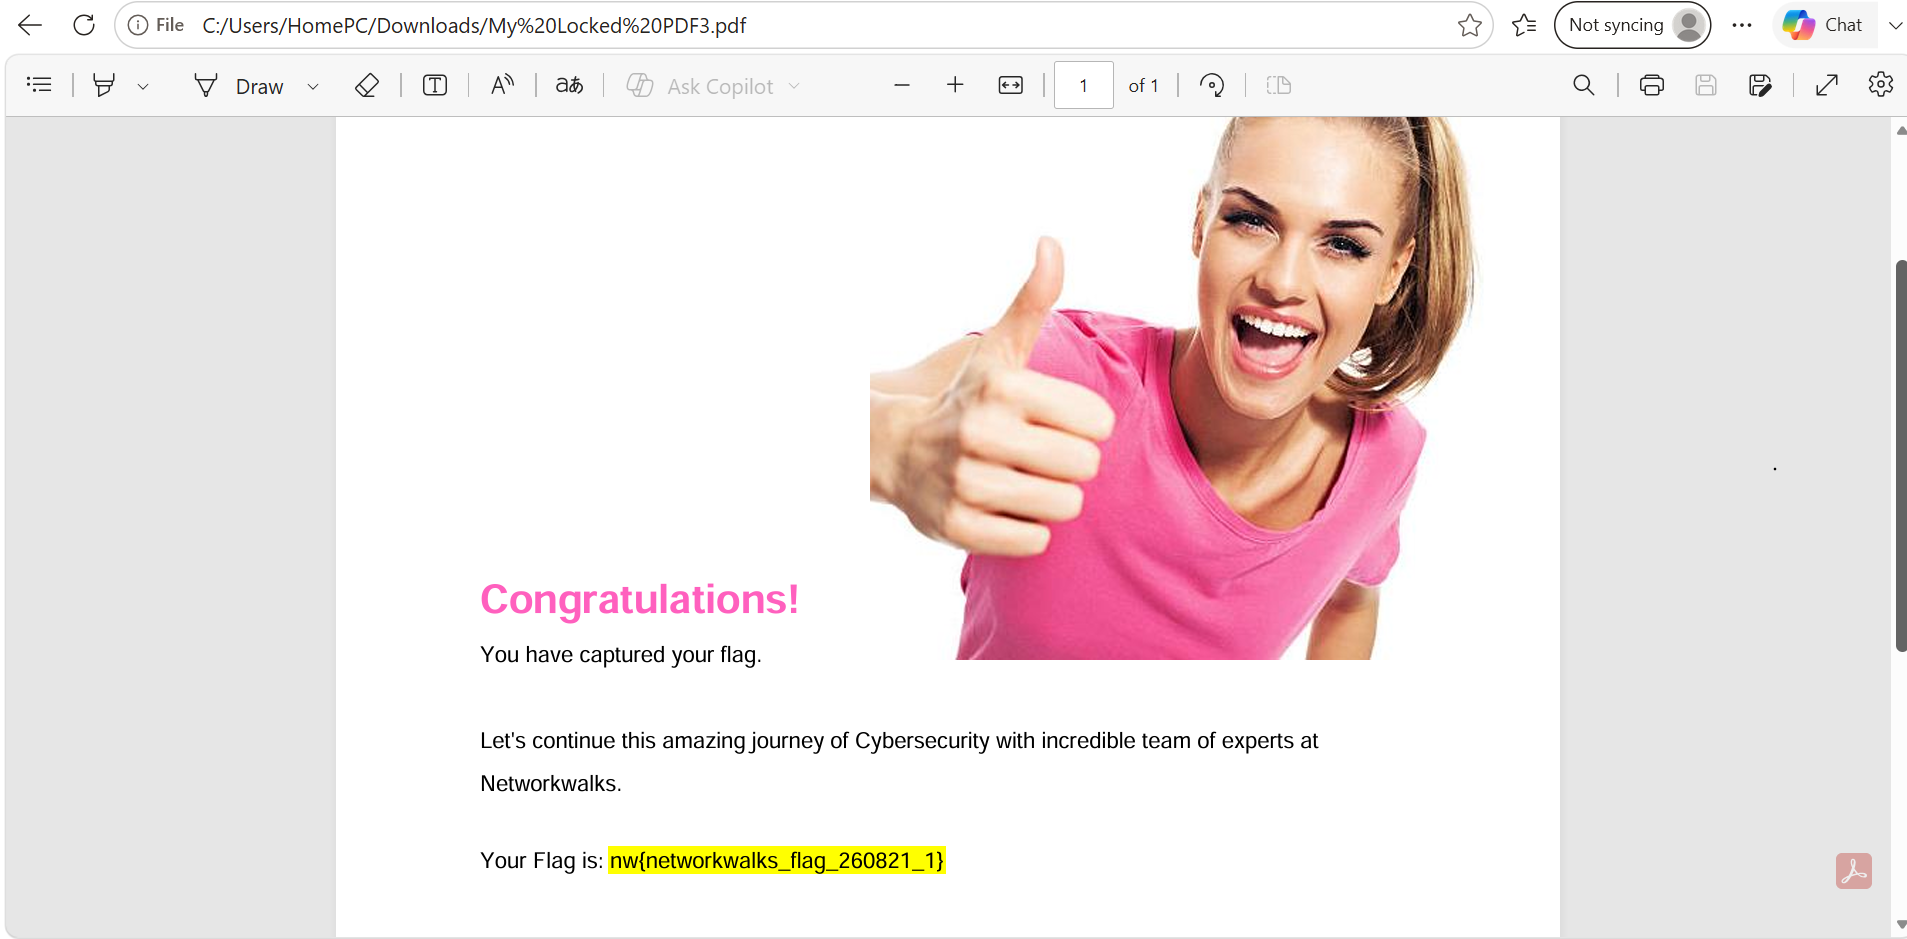 File C:/Users/HomePC/Downloads/My%20Locked%20PDF3.pdf Not syncing Chat
Draw Ask Copilot 1 of 1
Congratulations!
You have captured your flag.
Let's continue this amazing journey of Cybersecurity with incredible team of experts at
Networkwalks.
Your Flag is: nw{networkwalks_flag_260821_1}